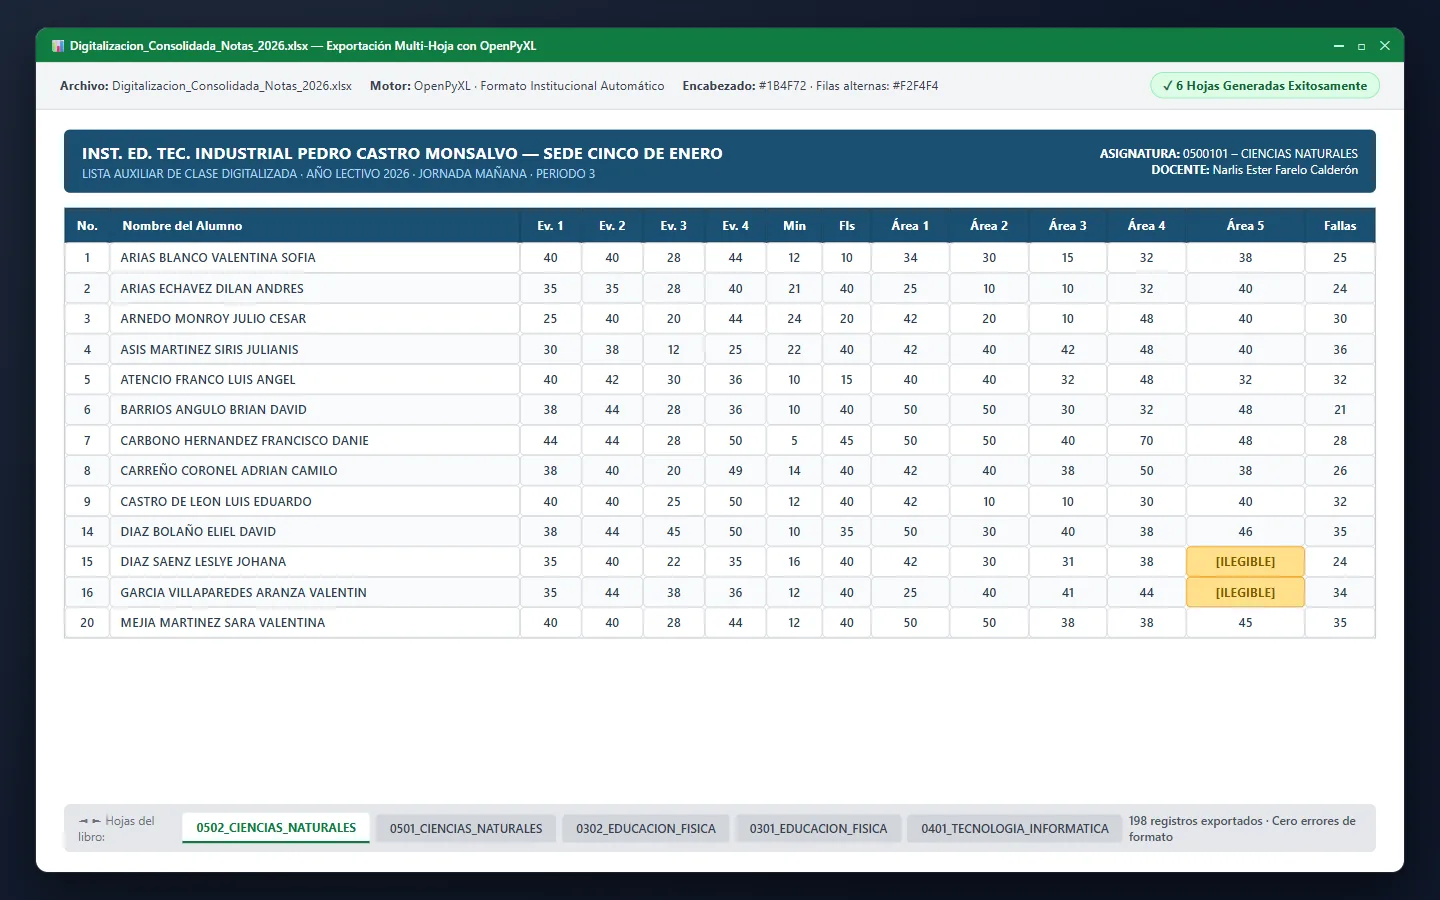 Digitalizacion_Consolidada_Notas_2026.xlsx — Exportación Multi-Hoja con OpenPyXL
Archivo: Digitalizacion_Consolidada_Notas_2026.xlsx Motor: OpenPyXL · Formato Institucional Automático Encabezado: #1B4F72 · Filas alternas: #F2F4F4 ✓ 6 Hojas Generadas Exitosamente
INST. ED. TEC. INDUSTRIAL PEDRO CASTRO MONSALVO — SEDE CINCO DE ENERO
LISTA AUXILIAR DE CLASE DIGITALIZADA · AÑO LECTIVO 2026 · JORNADA MAÑANA · PERIODO 3
ASIGNATURA: 0500101 – CIENCIAS NATURALES
DOCENTE: Narlis Ester Farelo Calderón
No. Nombre del Alumno Ev. 1 Ev. 2 Ev. 3 Ev. 4 Min Fls Área 1 Área 2 Área 3 Área 4 Área 5 Fallas
1 ARIAS BLANCO VALENTINA SOFIA 40 40 28 44 12 10 34 30 15 32 38 25
2 ARIAS ECHAVEZ DILAN ANDRES 35 35 28 40 21 40 25 10 10 32 40 24
3 ARNEDO MONROY JULIO CESAR 25 40 20 44 24 20 42 20 10 48 40 30
4 ASIS MARTINEZ SIRIS JULIANIS 30 38 12 25 22 40 42 40 42 48 40 36
5 ATENCIO FRANCO LUIS ANGEL 40 42 30 36 10 15 40 40 32 48 32 32
6 BARRIOS ANGULO BRIAN DAVID 38 44 28 36 10 40 50 50 30 32 48 21
7 CARBONO HERNANDEZ FRANCISCO DANIE 44 44 28 50 5 45 50 50 40 70 48 28
8 CARREÑO CORONEL ADRIAN CAMILO 38 40 20 49 14 40 42 40 38 50 38 26
9 CASTRO DE LEON LUIS EDUARDO 40 40 25 50 12 40 42 10 10 30 40 32
14 DIAZ BOLAÑO ELIEL DAVID 38 44 45 50 10 35 50 30 40 38 46 35
15 DIAZ SAENZ LESLYE JOHANA 35 40 22 35 16 40 42 30 31 38 [ILEGIBLE] 24
16 GARCIA VILLAPAREDES ARANZA VALENTIN 35 44 38 36 12 40 25 40 41 44 [ILEGIBLE] 34
20 MEJIA MARTINEZ SARA VALENTINA 40 40 28 44 12 40 50 50 38 38 45 35
◄ ► Hojas del
libro:
0502_CIENCIAS_NATURALES 0501_CIENCIAS_NATURALES 0302_EDUCACION_FISICA 0301_EDUCACION_FISICA 0401_TECNOLOGIA_INFORMATICA
198 registros exportados · Cero errores de
formato